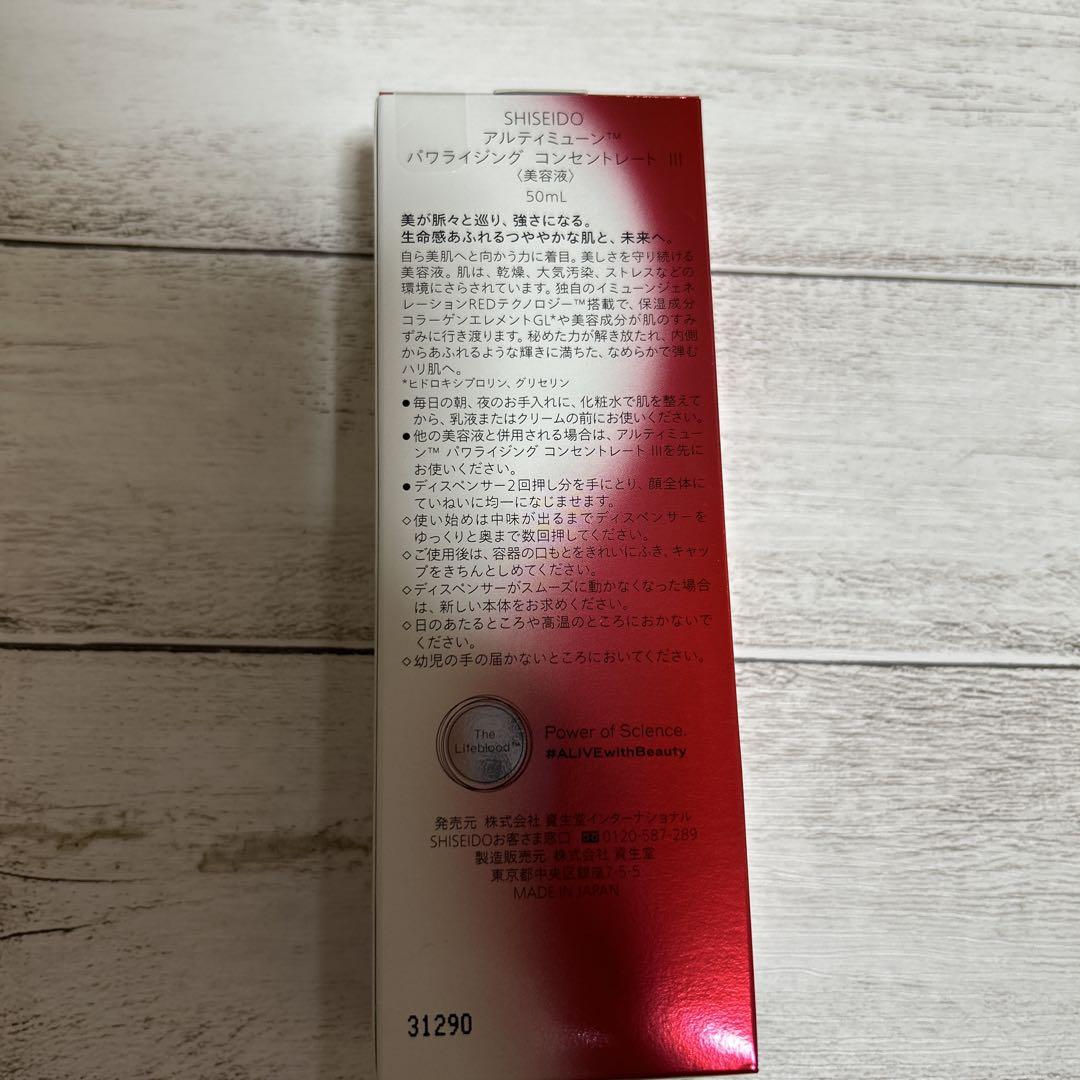 SHISEIDO
アルティミューン™
パワライジング コンセントレート III
〈美容液〉
50mL
美が脈々と巡り、強さになる。
生命感あふれるつややかな肌と、未来へ。
自ら美肌へと向かう力に着目。美しさを守り続ける
美容液。肌は、乾燥、大気汚染、ストレスなどの
環境にさらされています。独自のイミューンジェネ
レーションREDテクノロジー™搭載で、保湿成分
コラーゲンエレメントGL*や美容成分が肌のすみ
ずみに行き渡ります。秘めた力が解き放たれ、内側
からあふれるような輝きに満ちた、なめらかで弾む
ハリ肌へ。
*ヒドロキシプロリン、グリセリン
●毎日の朝、夜のお手入れに、化粧水で肌を整えて
から、乳液またはクリームの前にお使いください。
●他の美容液と併用される場合は、アルティミュー
ン™ パワライジング コンセントレート IIIを先に
お使いください。
●ディスペンサー2回押し分を手にとり、顔全体に
ていねいに均一になじませます。
◇使い始めは中味が出るまでディスペンサーを
ゆっくりと奥まで数回押してください。
◇ご使用後は、容器の口もとをきれいにふき、キャッ
プをきちんとしめてください。
◇ディスペンサーがスムーズに動かなくなった場合
は、新しい本体をお求めください。
◇日のあたるところや高温のところにおかないで
ください。
◇幼児の手の届かないところにおいてください。
The
Lifeblood™
Power of Science.
#ALIVEwithBeauty
発売元 株式会社 資生堂インターナショナル
SHISEIDOお客さま窓口 0120-587-289
製造販売元 株式会社 資生堂
東京都中央区銀座7-5-5
MADE IN JAPAN
31290